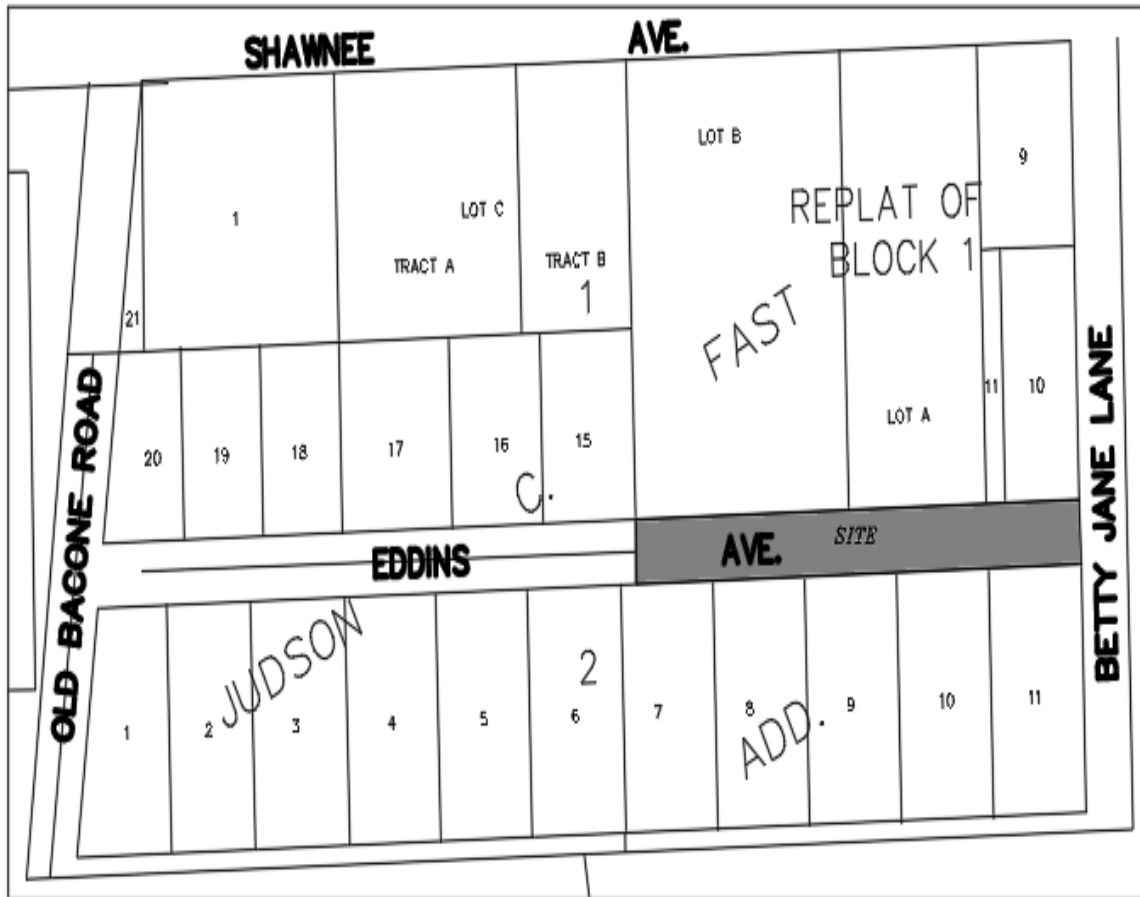 SHAWNEE AVE.
LOT B
9
REPLAT OF
BLOCK 1
1
LOT C
TRACT A
TRACT B
1
21
FAST
11
10
LOT A
OLD BACONE ROAD
BETTY JANE LANE
20
19
18
17
16
15
C.
EDDINS AVE.
SITE
JUDSON
2
ADD.
1
2
3
4
5
6
7
8
9
10
11